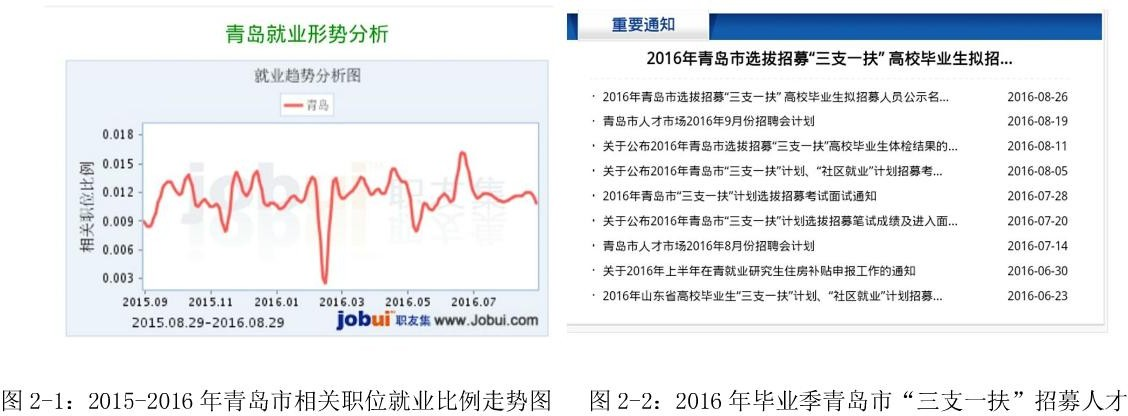 青岛就业形势分析
就业趋势分析图
青岛
相关职位比例
0.018
0.015
0.012
0.009
0.006
0.003
2015.09 2015.11 2016.01 2016.03 2016.05 2016.07
2015.08.29-2016.08.29
jobui 职友集 www.Jobui.com
jobui™ 职友集
重要通知
2016年青岛市选拔招募“三支一扶” 高校毕业生拟招...
· 2016年青岛市选拔招募“三支一扶” 高校毕业生拟招募人员公示名... 2016-08-26
· 青岛市人才市场2016年9月份招聘会计划 2016-08-19
· 关于公布2016年青岛市选拔招募“三支一扶”高校毕业生体检结果的... 2016-08-11
· 关于公布2016年青岛市“三支一扶”计划、“社区就业”计划招募考... 2016-08-05
· 2016年青岛市“三支一扶”计划选拔招募考试面试通知 2016-07-28
· 关于公布2016年青岛市“三支一扶”计划选拔招募笔试成绩及进入面... 2016-07-20
· 青岛市人才市场2016年8月份招聘会计划 2016-07-14
· 关于2016年上半年在青就业研究生住房补贴申报工作的通知 2016-06-30
· 2016年山东省高校毕业生“三支一扶”计划、“社区就业”计划招募... 2016-06-23
图 2-1：2015-2016 年青岛市相关职位就业比例走势图
图 2-2：2016 年毕业季青岛市“三支一扶”招募人才